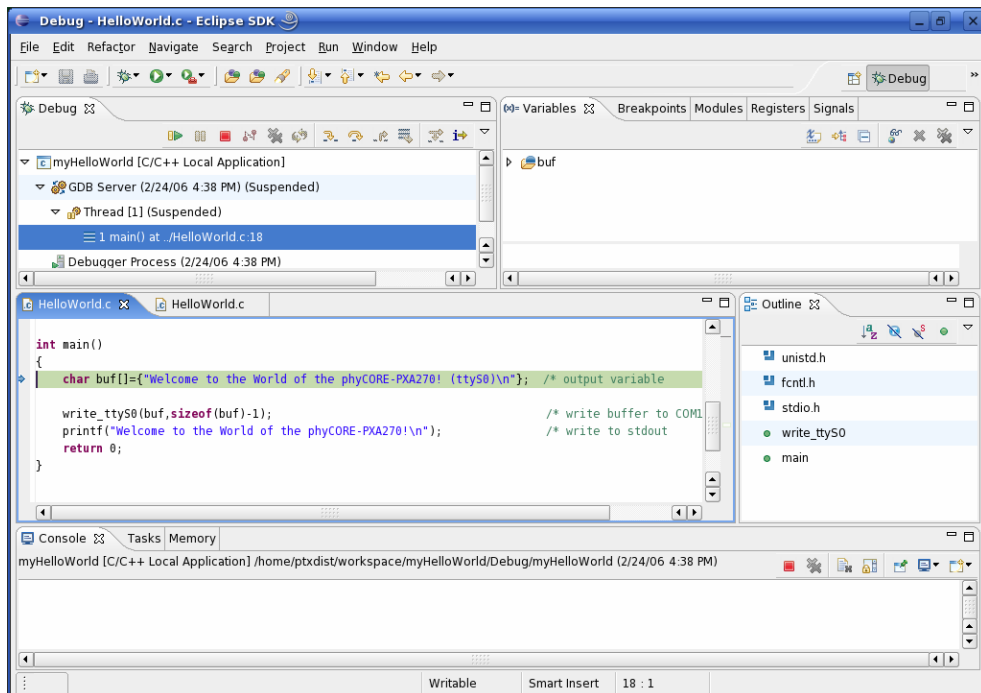 Debug - HelloWorld.c - Eclipse SDK
File Edit Refactor Navigate Search Project Run Window Help
Debug
»
Debug
Variables Breakpoints Modules Registers Signals
myHelloWorld [C/C++ Local Application]
GDB Server (2/24/06 4:38 PM) (Suspended)
Thread [1] (Suspended)
1 main() at ../HelloWorld.c:18
Debugger Process (2/24/06 4:38 PM)
buf
HelloWorld.c HelloWorld.c
int main()
{
char buf[]={"Welcome to the World of the phyCORE-PXA270! (ttyS0)\n"}; /* output variable
write_ttyS0(buf,sizeof(buf)-1); /* write buffer to COM1
printf("Welcome to the World of the phyCORE-PXA270!\n"); /* write to stdout
return 0;
}
Outline
unistd.h
fcntl.h
stdio.h
write_ttyS0
main
Console Tasks Memory
myHelloWorld [C/C++ Local Application] /home/ptxdist/workspace/myHelloWorld/Debug/myHelloWorld (2/24/06 4:38 PM)
Writable Smart Insert 18 : 1